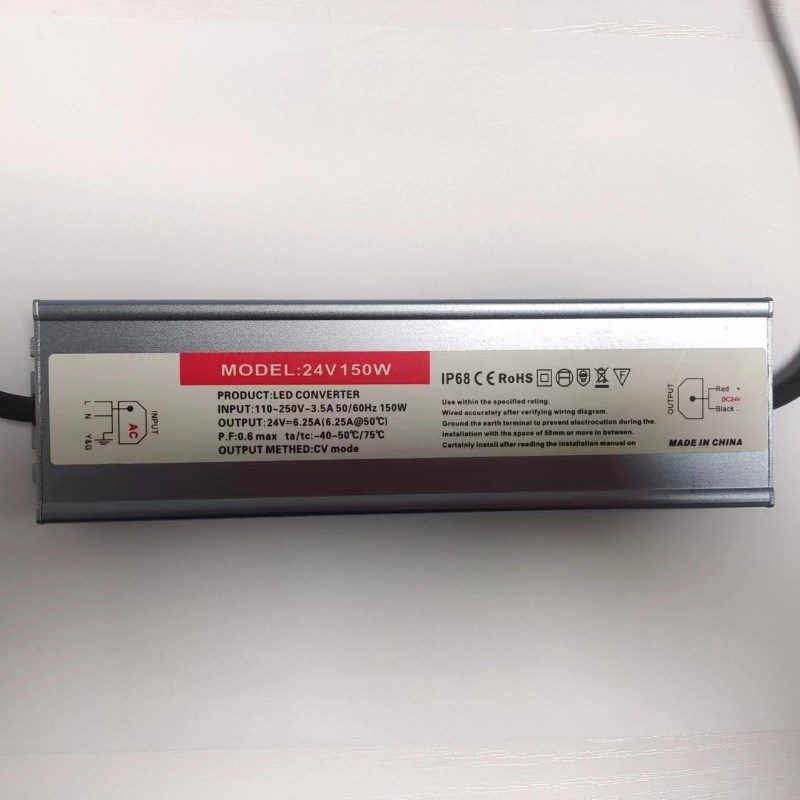 MODEL:24V150W
PRODUCT:LED CONVERTER
INPUT:110~250V~3.5A 50/60Hz 150W
OUTPUT:24V=6.25A(6.25A@50℃)
P.F:0.6 max ta/tc:-40~50℃/75℃
OUTPUT METHED:CV mode
INPUT
AC
L N Y&G
IP68 CE RoHS F
Use within the specified rating.
Wired accurately after verifying wiring diagram.
Ground the earth terminal to prevent electrocution during the.
Installation with the space of 58mm or more in between.
Certainly install after reading the installation manual on
OUTPUT
Red +
DC24v
Black -
MADE IN CHINA